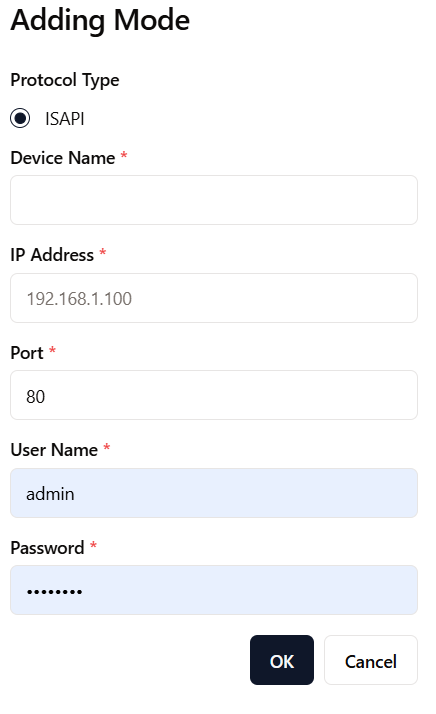 Adding Mode
Protocol Type
ISAPI
Device Name *
IP Address *
192.168.1.100
Port *
80
User Name *
admin
Password *
••••••••
OK
Cancel